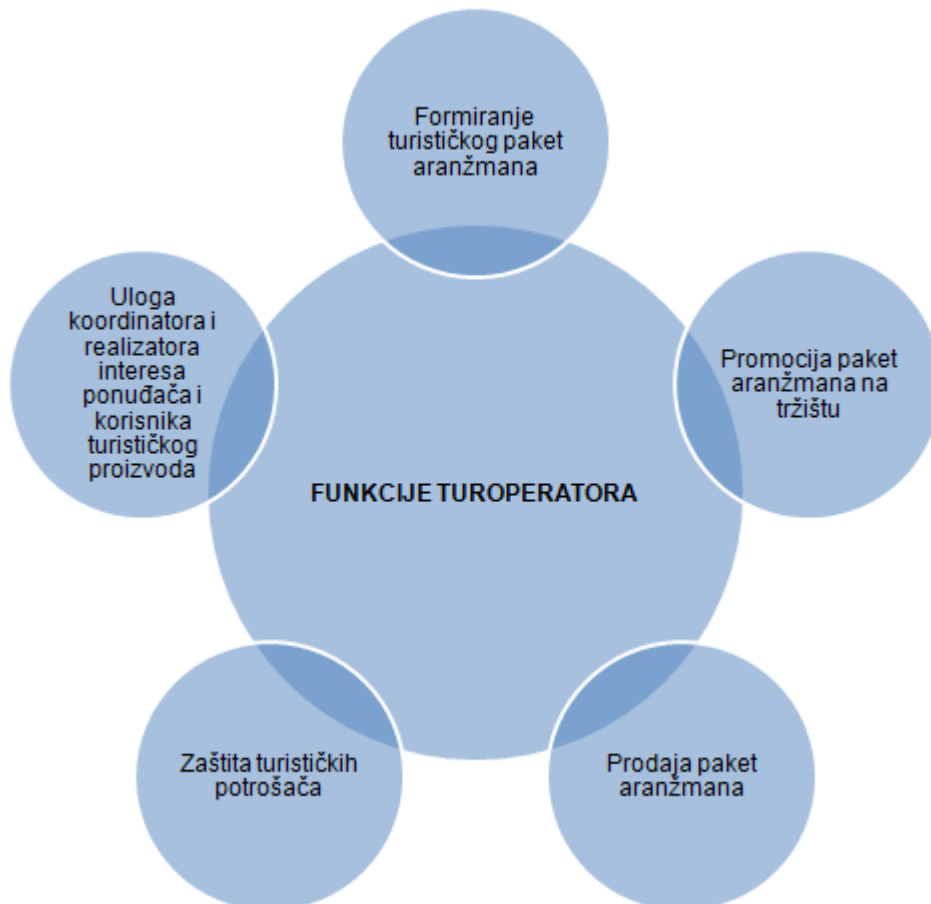 Formiranje
turističkog paket
aranžmana
Uloga
koordinatora i
realizatora
interesa
ponuđača i
korisnika
turističkog
proizvoda
Promocija paket
aranžmana na
tržištu
FUNKCIJE TUROPERATORA
Zaštita turističkih
potrošača
Prodaja paket
aranžmana